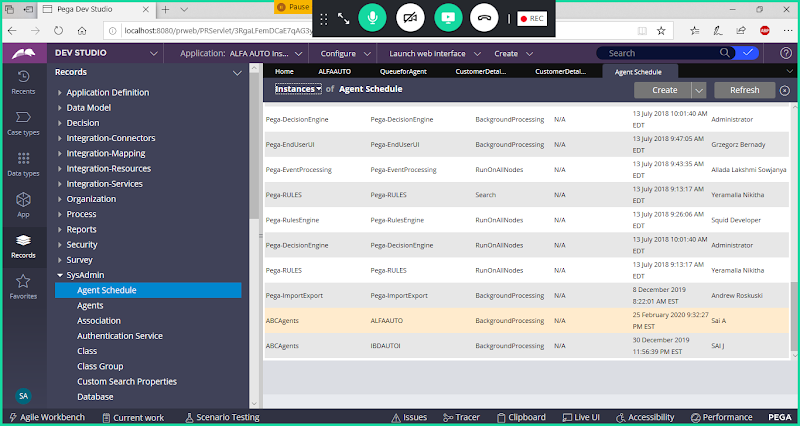 Pega Dev Studio
Pause
REC
localhost:8080/prweb/PRServlet/3RgaLFemDCaE7qAG3y
ABP
DEV STUDIO
Application: ALFA AUTO Ins...
Configure
Launch web interface
Create
Search
Records
Home
ALFAAUTO
QueueforAgent
CustomerDetai...
CustomerDetai...
Agent Schedule
Instances of Agent Schedule
Create
Refresh
Recents
Case types
Data types
App
Records
Favorites
SA
Application Definition
Data Model
Decision
Integration-Connectors
Integration-Mapping
Integration-Resources
Integration-Services
Organization
Process
Reports
Security
Survey
SysAdmin
Agent Schedule
Agents
Association
Authentication Service
Class
Class Group
Custom Search Properties
Database
Pega-DecisionEngine Pega-DecisionEngine BackgroundProcessing N/A 13 July 2018 10:01:40 AM EDT Administrator
Pega-EndUserUI Pega-EndUserUI BackgroundProcessing N/A 13 July 2018 9:47:05 AM EDT Grzegorz Bernady
Pega-EventProcessing Pega-EventProcessing RunOnAllNodes N/A 13 July 2018 9:43:35 AM EDT Allada Lakshmi Sowjanya
Pega-RULES Pega-RULES Search N/A 13 July 2018 9:13:17 AM EDT Yeramalla Nikitha
Pega-RulesEngine Pega-RulesEngine RunOnAllNodes N/A 13 July 2018 9:26:06 AM EDT Squid Developer
Pega-DecisionEngine Pega-DecisionEngine RunOnAllNodes N/A 13 July 2018 10:01:40 AM EDT Administrator
Pega-RULES Pega-RULES RunOnAllNodes N/A 13 July 2018 9:13:17 AM EDT Yeramalla Nikitha
Pega-ImportExport Pega-ImportExport BackgroundProcessing N/A 8 December 2019 8:22:01 AM EST Andrew Roskuski
ABCAgents ALFAAUTO BackgroundProcessing N/A 25 February 2020 9:32:27 PM EST Sai A
ABCAgents IBDAUTOI BackgroundProcessing N/A 30 December 2019 11:56:39 PM EST SAI J
Agile Workbench
Current work
Scenario Testing
Issues
Tracer
Clipboard
Live UI
Accessibility
Performance
PEGA